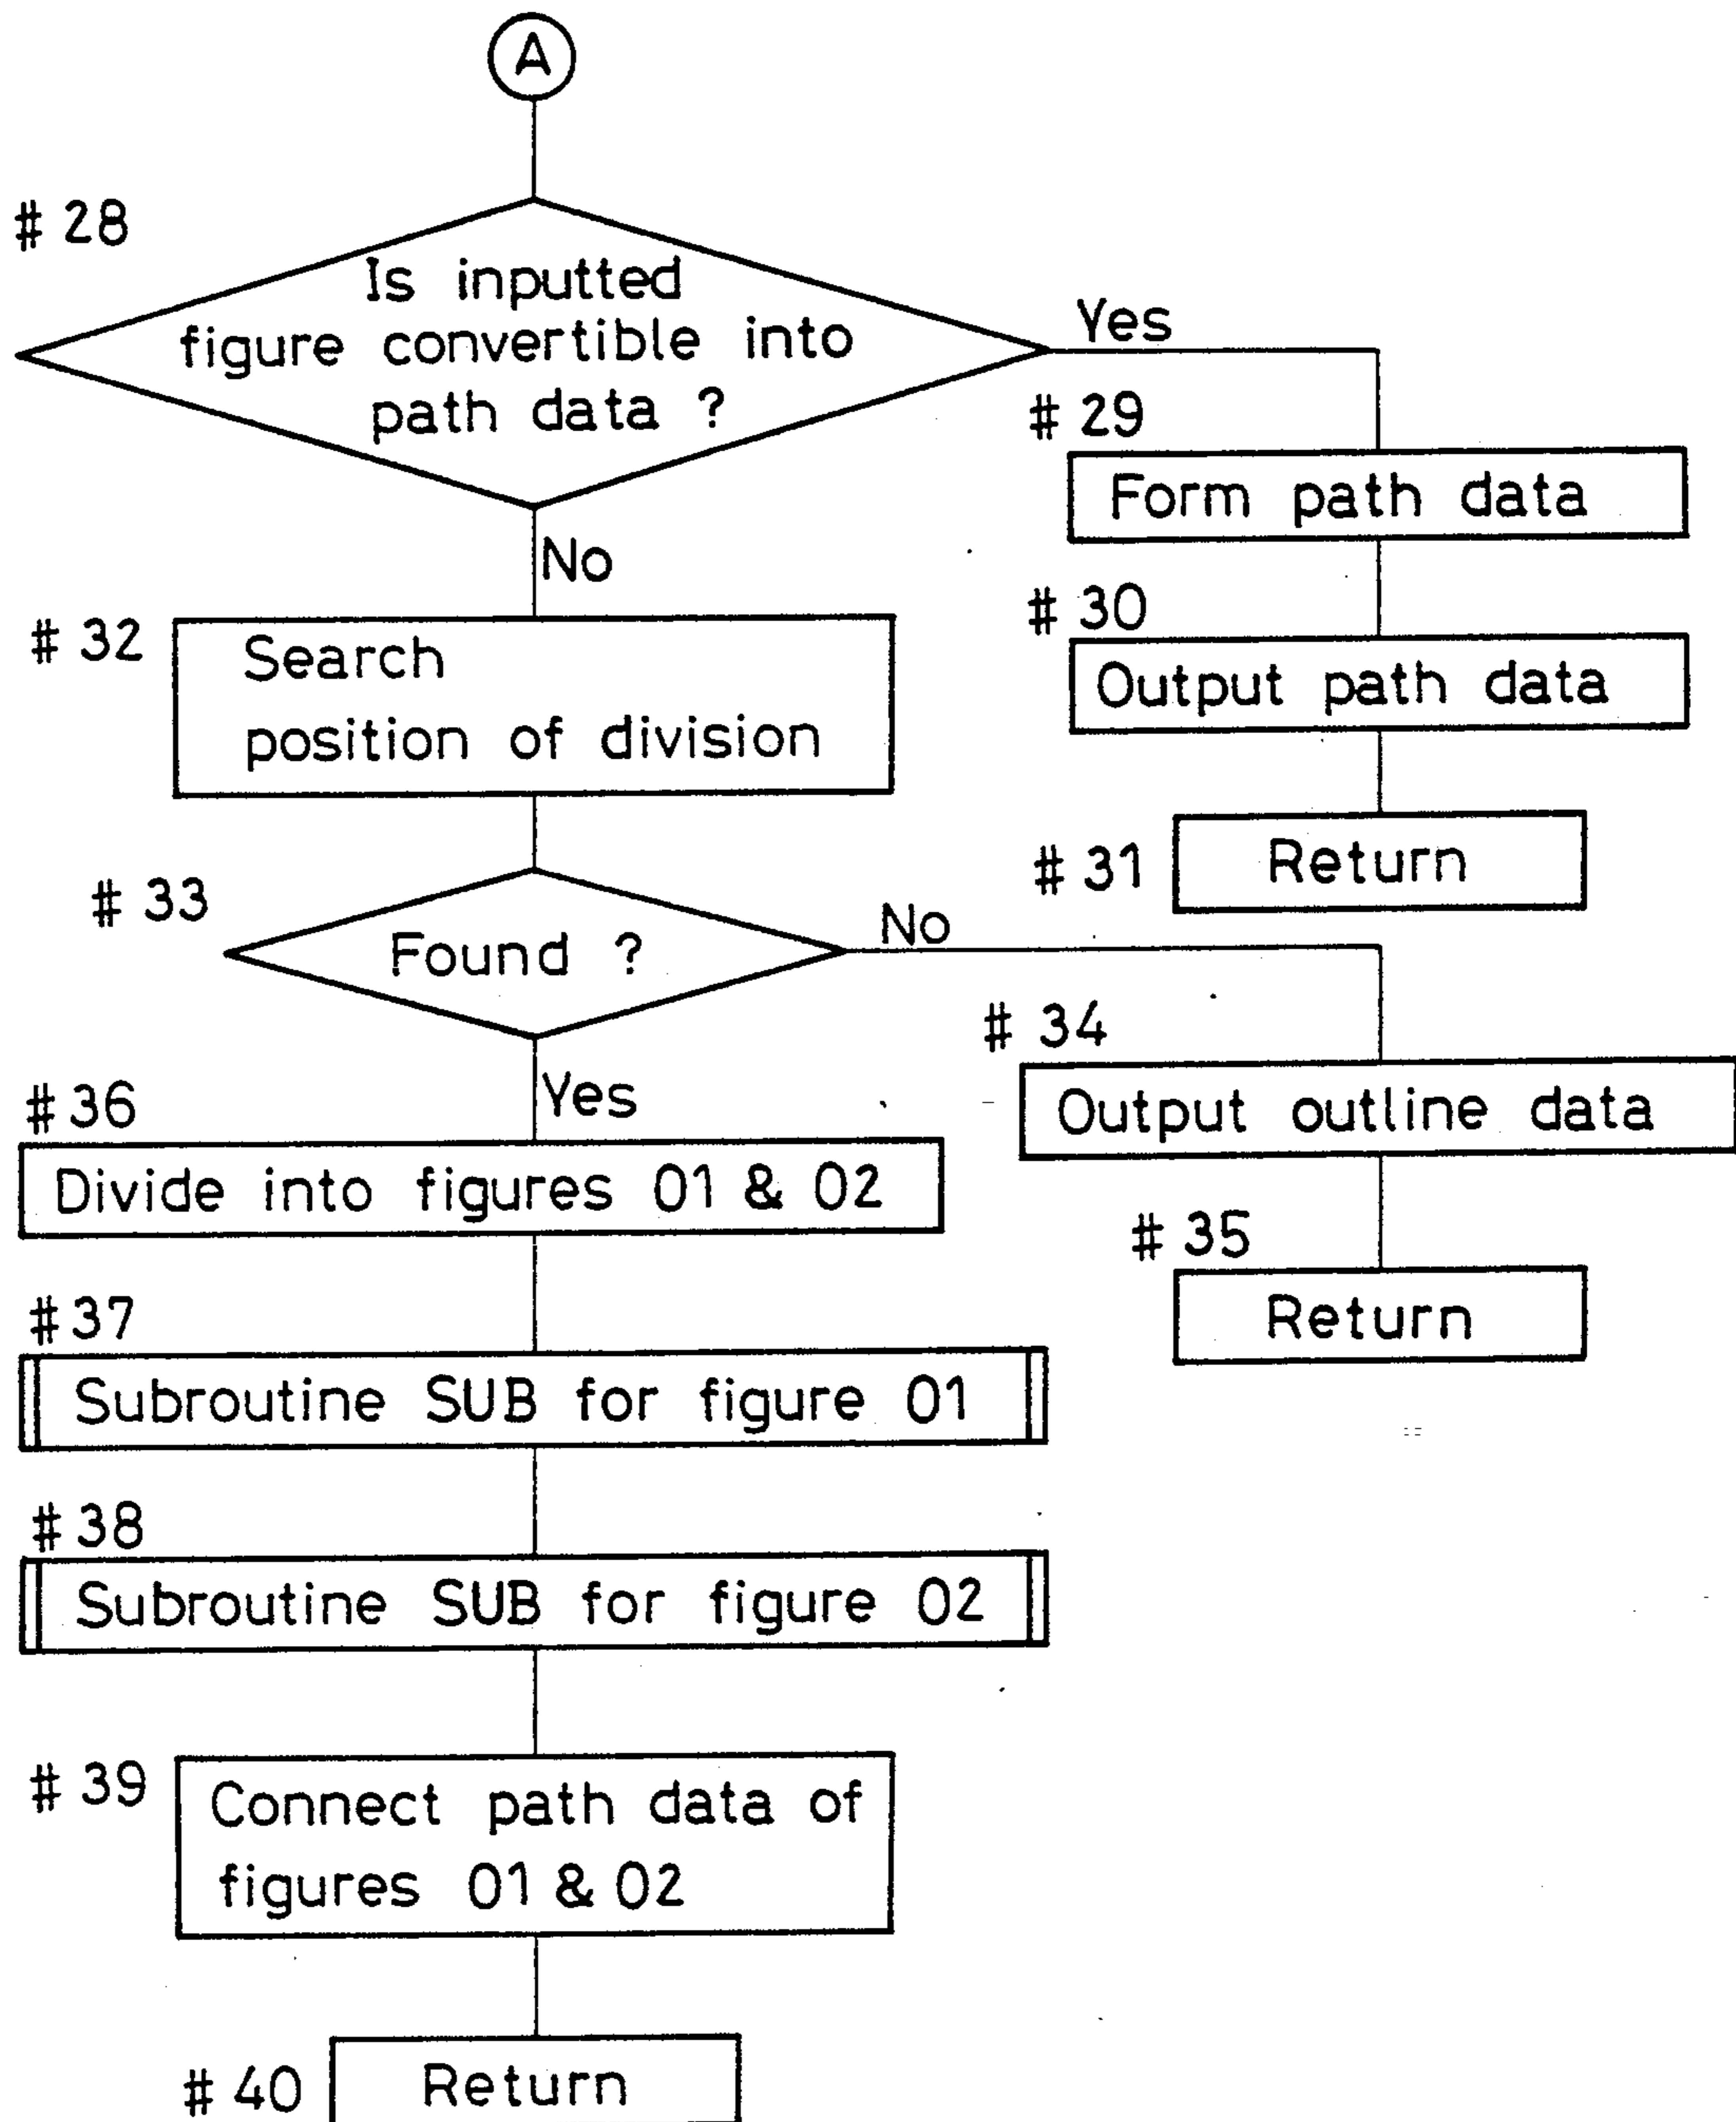 A
# 28
Is inputted
figure convertible into
path data ?
Yes
# 29
Form path data
No
# 30
Output path data
# 32
Search
position of division
# 31
Return
# 33
Found ?
No
# 34
Output outline data
Yes
# 36
Divide into figures 01 & 02
# 35
Return
# 37
Subroutine SUB for figure 01
# 38
Subroutine SUB for figure 02
# 39
Connect path data of
figures 01 & 02
# 40
Return